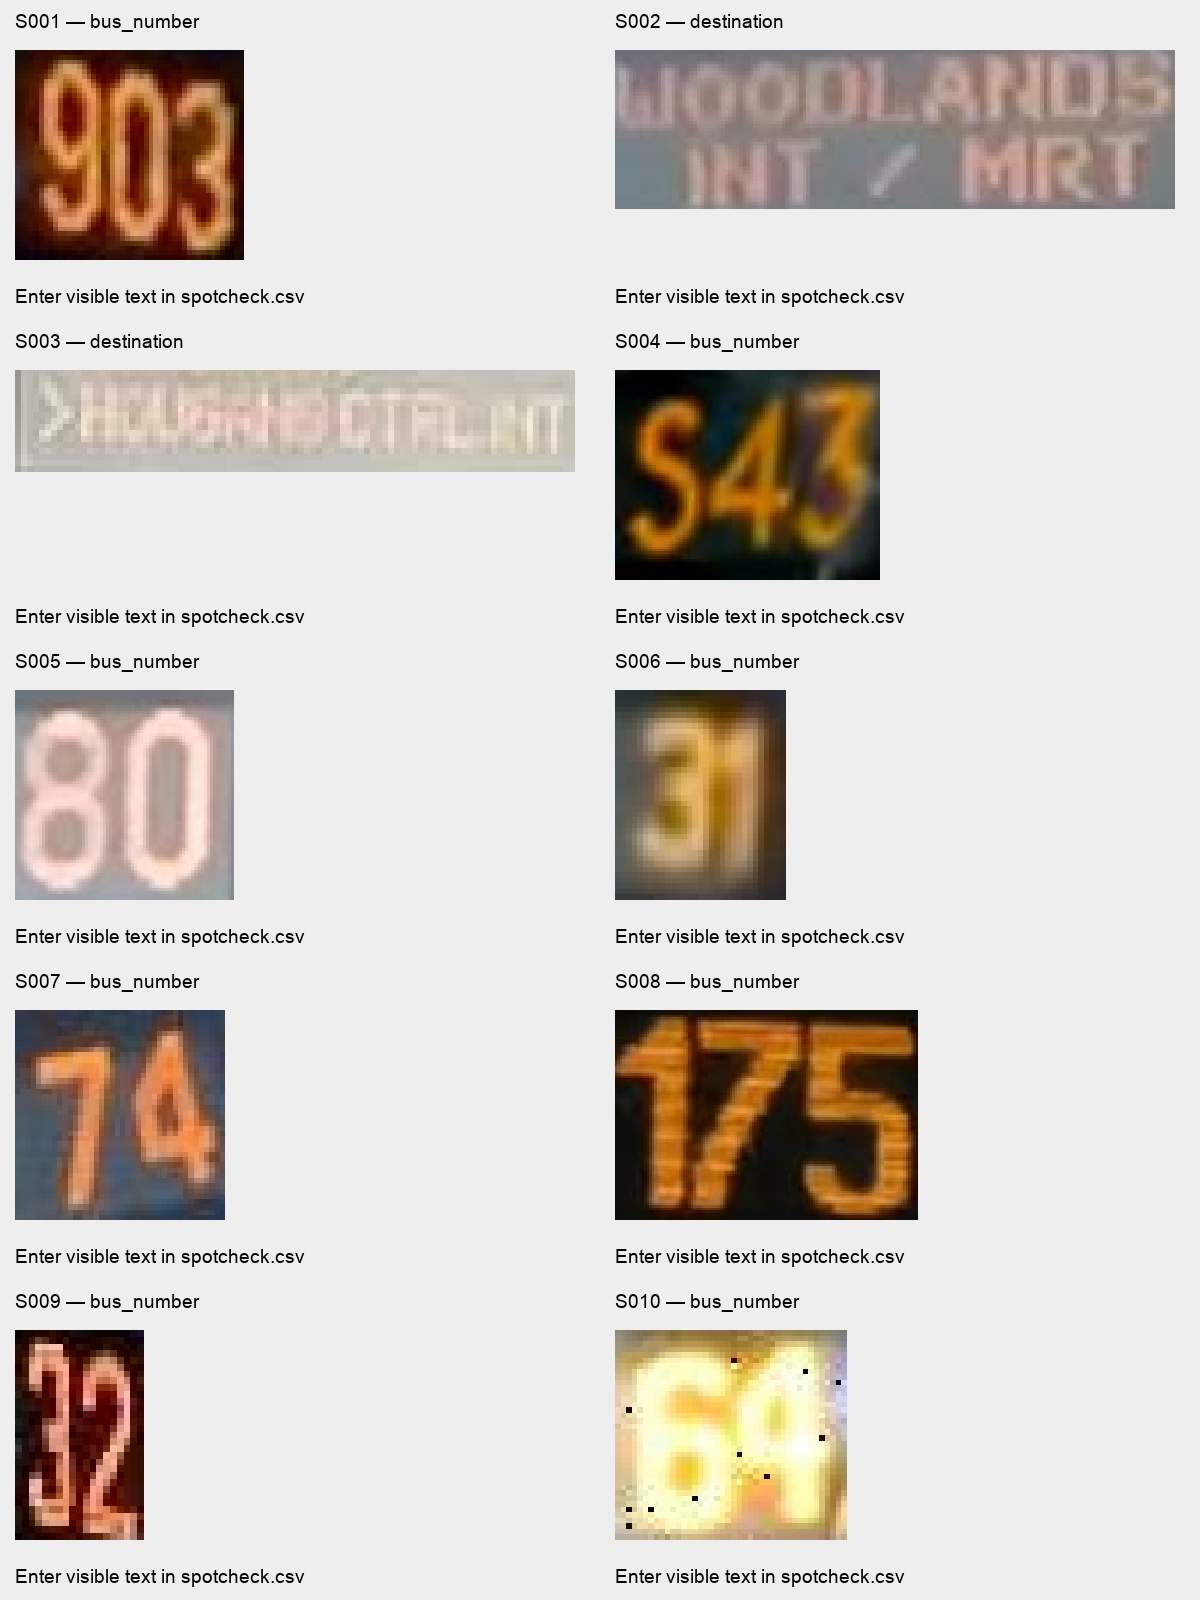 S001 — bus_number
903
Enter visible text in spotcheck.csv
S002 — destination
WOODLANDS
INT / MRT
Enter visible text in spotcheck.csv
S003 — destination
>HOUGANG CTRL INT
Enter visible text in spotcheck.csv
S004 — bus_number
S43
Enter visible text in spotcheck.csv
S005 — bus_number
80
Enter visible text in spotcheck.csv
S006 — bus_number
31
Enter visible text in spotcheck.csv
S007 — bus_number
74
Enter visible text in spotcheck.csv
S008 — bus_number
175
Enter visible text in spotcheck.csv
S009 — bus_number
32
Enter visible text in spotcheck.csv
S010 — bus_number
64
Enter visible text in spotcheck.csv